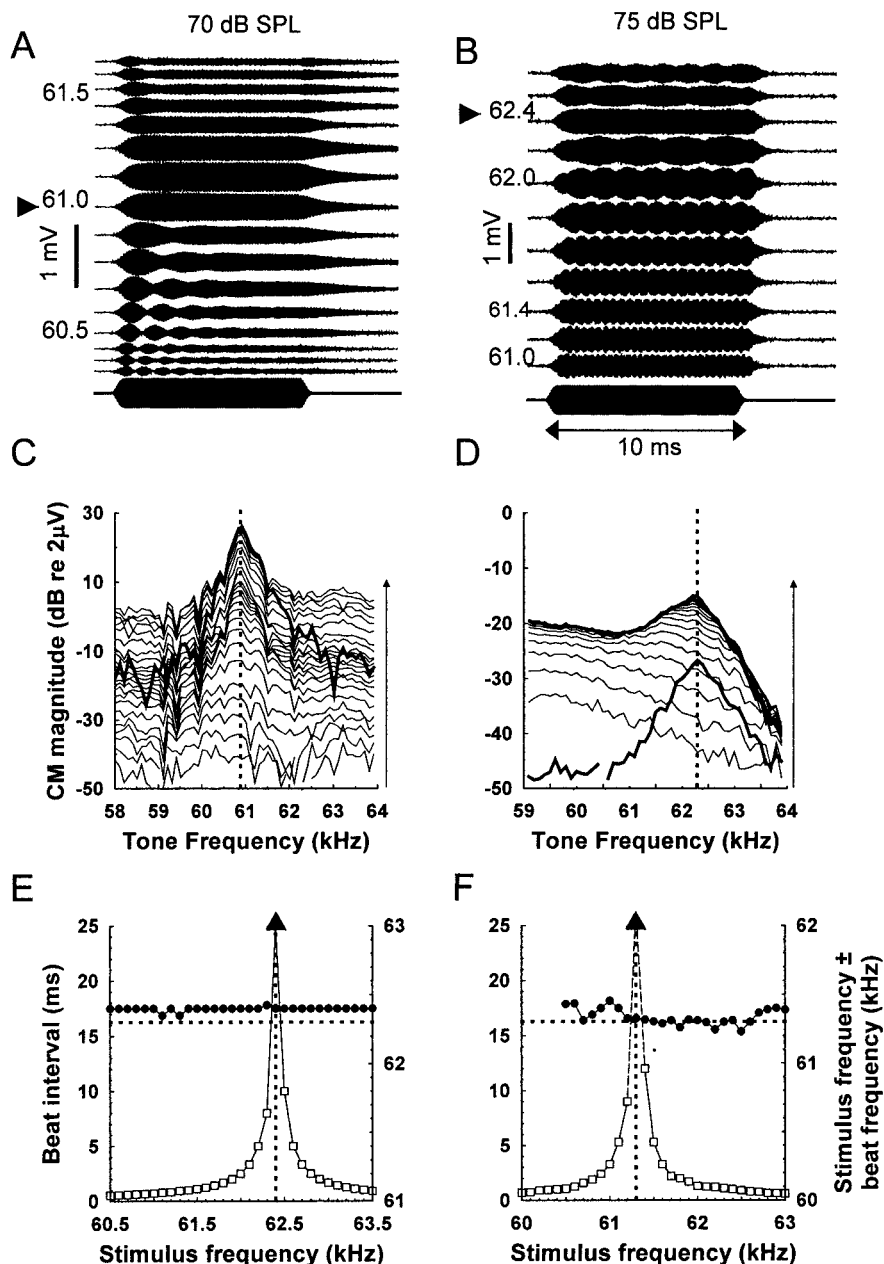 70 dB SPL
75 dB SPL
A
61.5
61.0
1 mV
60.5
B
62.4
62.0
1 mV
61.4
61.0
10 ms
C
CM magnitude (dB re 2µV)
30
10
-10
-30
-50
58 59 60 61 62 63 64
Tone Frequency (kHz)
D
0
-10
-20
-30
-40
-50
59 60 61 62 63 64
Tone Frequency (kHz)
E
Beat interval (ms)
25
20
15
10
5
0
63
62
61
60.5 61.5 62.5 63.5
Stimulus frequency (kHz)
F
25
20
15
10
5
0
62
61
60
Stimulus frequency ±
beat frequency (kHz)
60 61 62 63
Stimulus frequency (kHz)